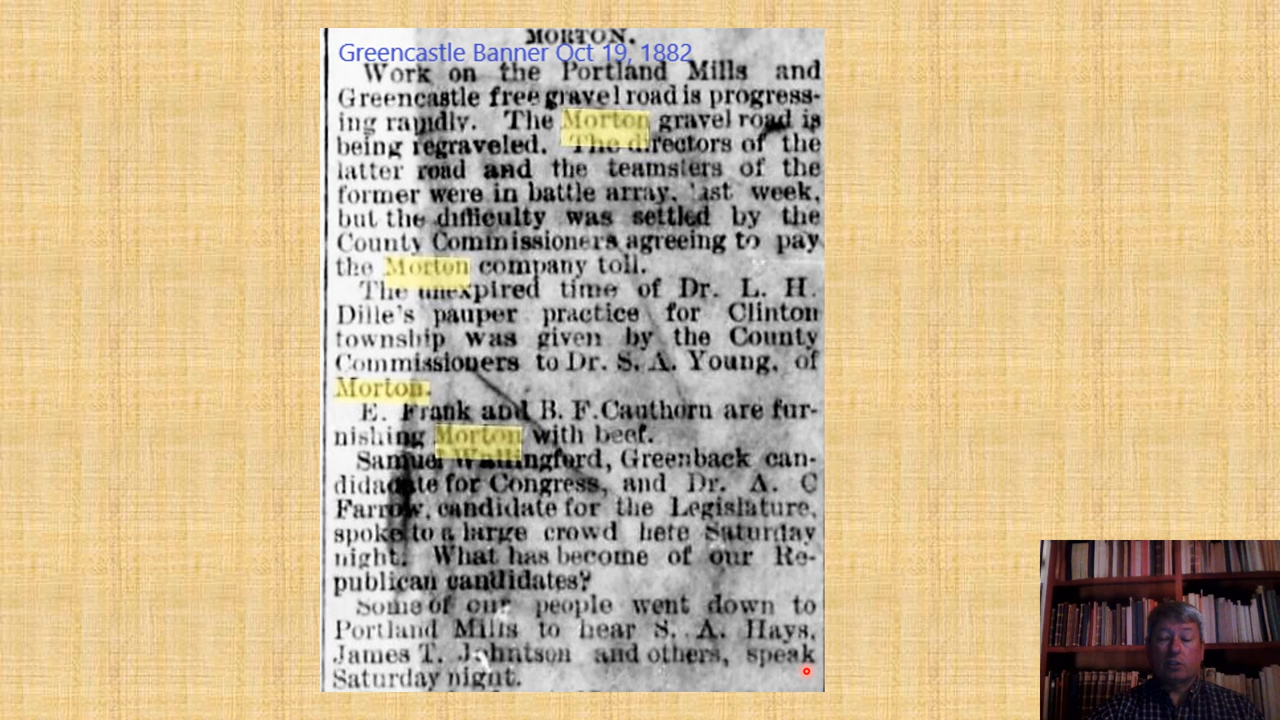 MORTON.
Greencastle Banner Oct 19, 1882
Work on the Portland Mills and
Greencastle free gravel road is progress-
ing rapidly. The Morton gravel road is
being regraveled. The directors of the
latter road and the teamsters of the
former were in battle array, last week,
but the difficulty was settled by the
County Commissioners agreeing to pay
the Morton company toll.
The unexpired time of Dr. L. H.
Dille's pauper practice for Clinton
township was given by the County
Commissioners to Dr. S. A. Young, of
Morton.
E. Frank and B. F. Cauthorn are fur-
nishing Morton with beef.
Samuel Wallingford, Greenback can-
didacate for Congress, and Dr. A. C
Farrow, candidate for the Legislature,
spoke to a large crowd here Saturday
night. What has become of our Re-
publican candidates?
Some of our people went down to
Portland Mills to hear S. A. Hays,
James T. Johntson and others, speak
Saturday night.